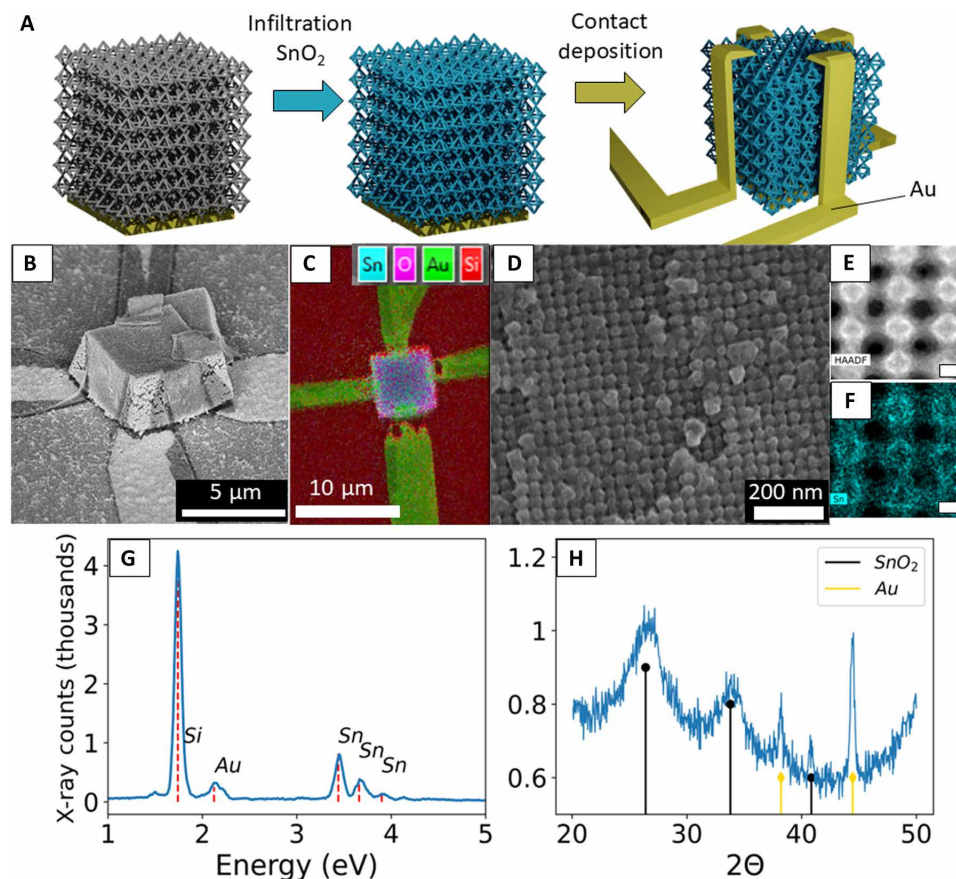 A
Infiltration
SnO2
Contact
deposition
Au
B
5 μm
C
Sn O Au Si
10 μm
D
200 nm
E
HAADF
F
Sn
G
X-ray counts (thousands)
4
3
2
1
0
Si
Au
Sn
Sn
Sn
1 2 3 4 5
Energy (eV)
H
SnO2
Au
1.2
1
0.8
0.6
20 30 40 50
2Θ